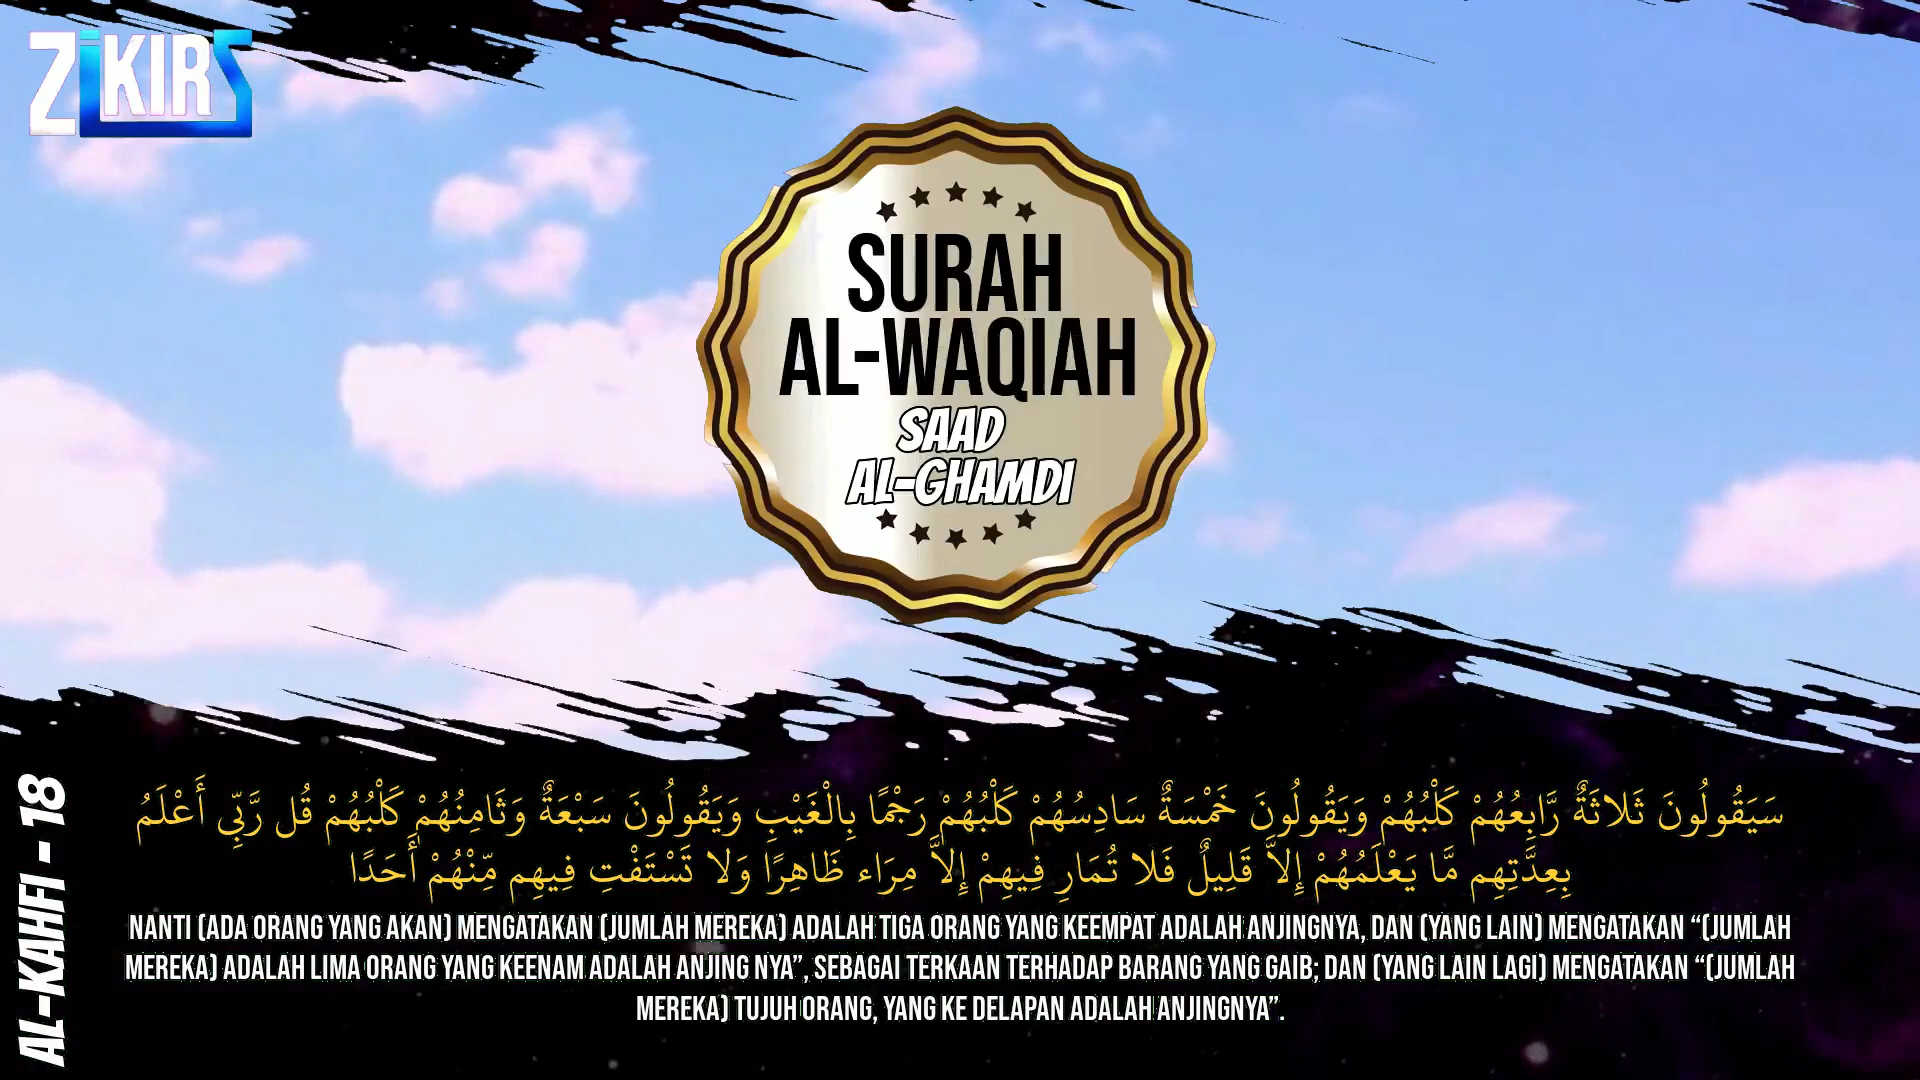 ZIKIRS
SURAH
AL-WAQIAH
SAAD
AL-GHAMDI
AL-KAHFI - 18
سَيَقُولُونَ ثَلاثَةٌ رَّابِعُهُمْ كَلْبُهُمْ وَيَقُولُونَ خَمْسَةٌ سَادِسُهُمْ كَلْبُهُمْ رَجْمًا بِالْغَيْبِ وَيَقُولُونَ سَبْعَةٌ وَثَامِنُهُمْ كَلْبُهُمْ قُل رَّبِّي أَعْلَمُ
بِعِدَّتِهِم مَّا يَعْلَمُهُمْ إِلاَّ قَلِيلٌ فَلا تُمَارِ فِيهِمْ إِلاَّ مِرَاء ظَاهِرًا وَلا تَسْتَفْتِ فِيهِم مِّنْهُمْ أَحَدًا
NANTI (ADA ORANG YANG AKAN) MENGATAKAN (JUMLAH MEREKA) ADALAH TIGA ORANG YANG KEEMPAT ADALAH ANJINGNYA, DAN (YANG LAIN) MENGATAKAN “(JUMLAH
MEREKA) ADALAH LIMA ORANG YANG KEENAM ADALAH ANJING NYA”, SEBAGAI TERKAAN TERHADAP BARANG YANG GAIB; DAN (YANG LAIN LAGI) MENGATAKAN “(JUMLAH
MEREKA) TUJUH ORANG, YANG KE DELAPAN ADALAH ANJINGNYA”.